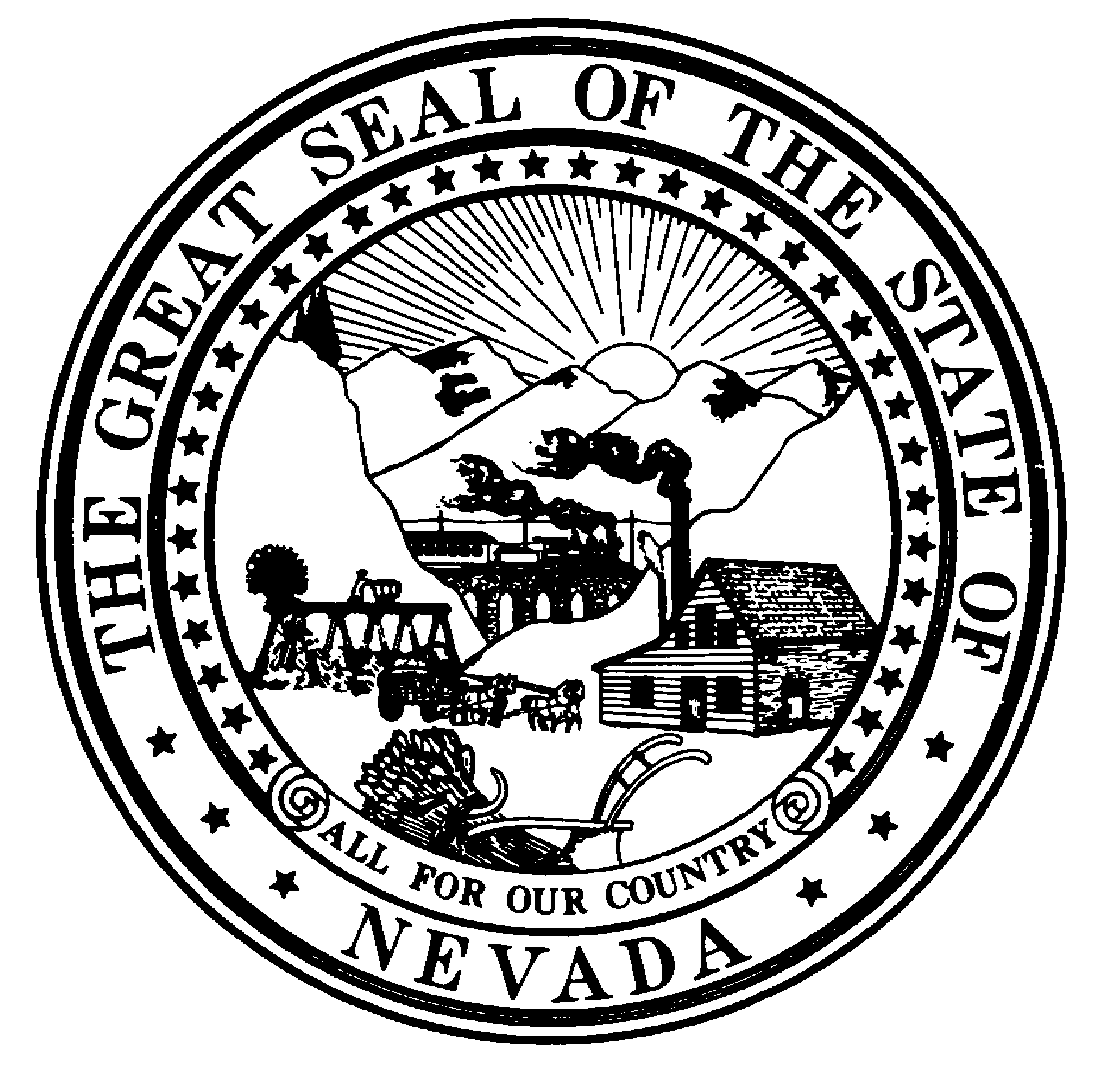 THE GREAT SEAL OF THE STATE OF
NEVADA
ALL FOR OUR COUNTRY